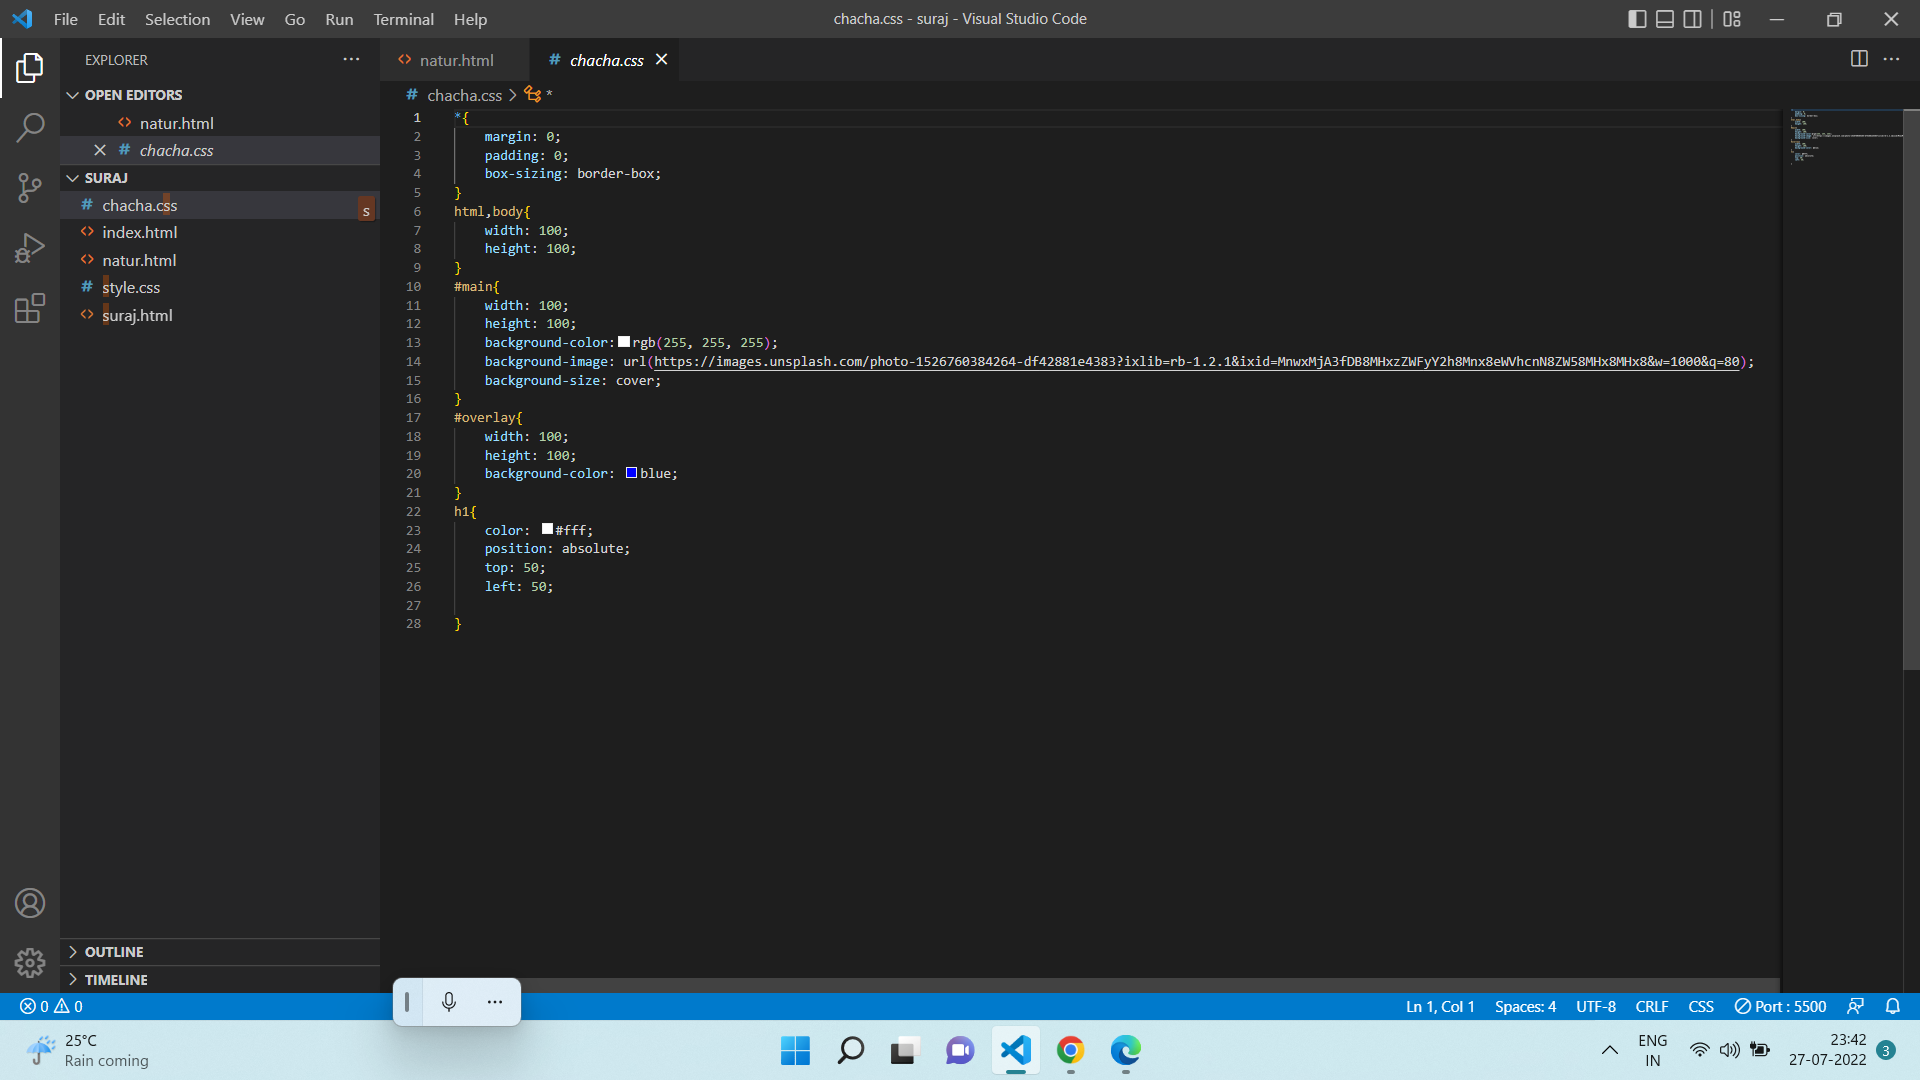 File Edit Selection View Go Run Terminal Help
chacha.css - suraj - Visual Studio Code
EXPLORER
OPEN EDITORS
natur.html
chacha.css
SURAJ
chacha.css
s
index.html
natur.html
style.css
suraj.html
OUTLINE
TIMELINE
natur.html
chacha.css
chacha.css > *
1 *{
2 margin: 0;
3 padding: 0;
4 box-sizing: border-box;
5 }
6 html,body{
7 width: 100;
8 height: 100;
9 }
10 #main{
11 width: 100;
12 height: 100;
13 background-color: rgb(255, 255, 255);
14 background-image: url(https://images.unsplash.com/photo-1526760384264-df42881e4383?ixlib=rb-1.2.1&ixid=MnwxMjA3fDB8MHxzZWFyY2h8Mnx8eWVhcnN8ZW58MHx8MHx8&w=1000&q=80);
15 background-size: cover;
16 }
17 #overlay{
18 width: 100;
19 height: 100;
20 background-color: blue;
21 }
22 h1{
23 color: #fff;
24 position: absolute;
25 top: 50;
26 left: 50;
27
28 }
0 0
Ln 1, Col 1 Spaces: 4 UTF-8 CRLF CSS Port : 5500
25°C
Rain coming
ENG
IN
23:42
27-07-2022
3